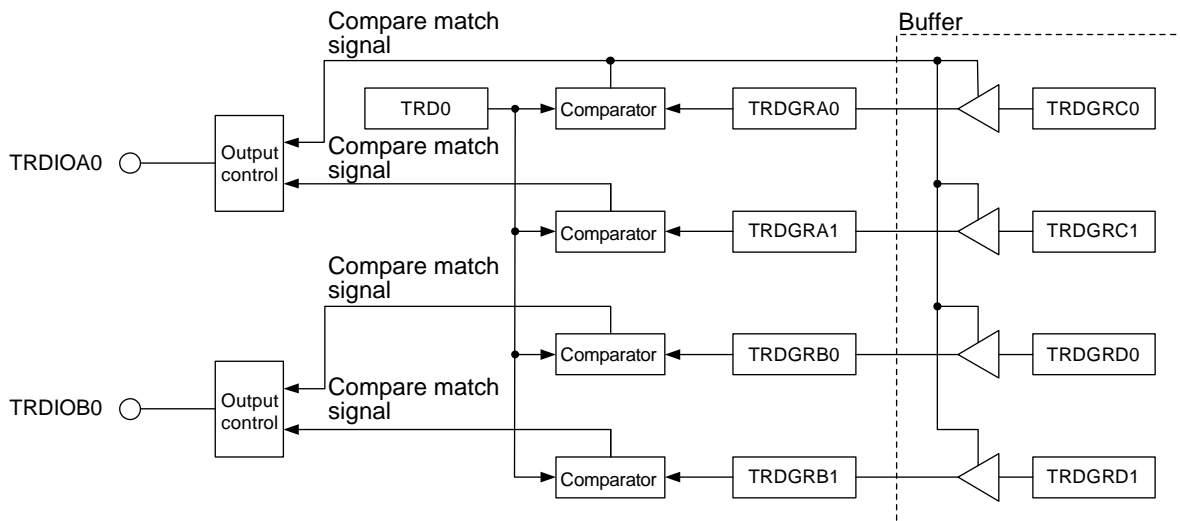 Buffer
Compare match
signal
TRD0
Comparator
TRDGRA0
TRDGRC0
TRDIOA0
Output
control
Compare match
signal
Comparator
TRDGRA1
TRDGRC1
Compare match
signal
Comparator
TRDGRB0
TRDGRD0
TRDIOB0
Output
control
Compare match
signal
Comparator
TRDGRB1
TRDGRD1